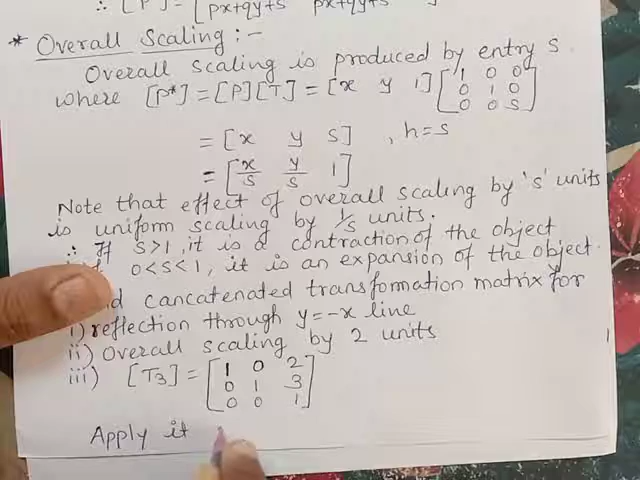 ∴ [P*] = [ px+qy+s px+qy+s ]
* Overall Scaling :-
Overall scaling is produced by entry S
where [P*] = [P][T] = [x y 1] [1 0 0
0 1 0
0 0 S]
= [x y S] , h=s
= [x/S y/S 1]
Note that effect of overall scaling by 's' units
is uniform scaling by 1/s units.
∴ If S>1, it is a contraction of the object
0<S<1, it is an expansion of the object.
cancatenated transformation matrix for
i) reflection through y=-x line
ii) Overall scaling by 2 units
iii) [T3] = [1 0 2
0 1 3
0 0 1]
Apply it